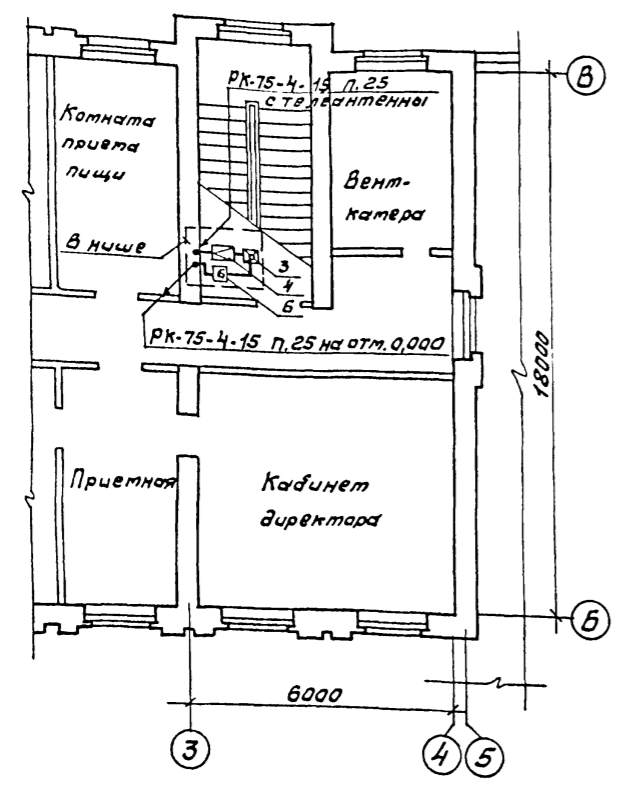 РК-75-4-15 П.25
с телеантенны
В
Комната
приема
пищи
Вент-
камера
В нише
3
4
6
6
РК-75-4-15 П.25 на отм. 0,000
18000
Приемная
Кабинет
директора
Б
6000
3
4
5